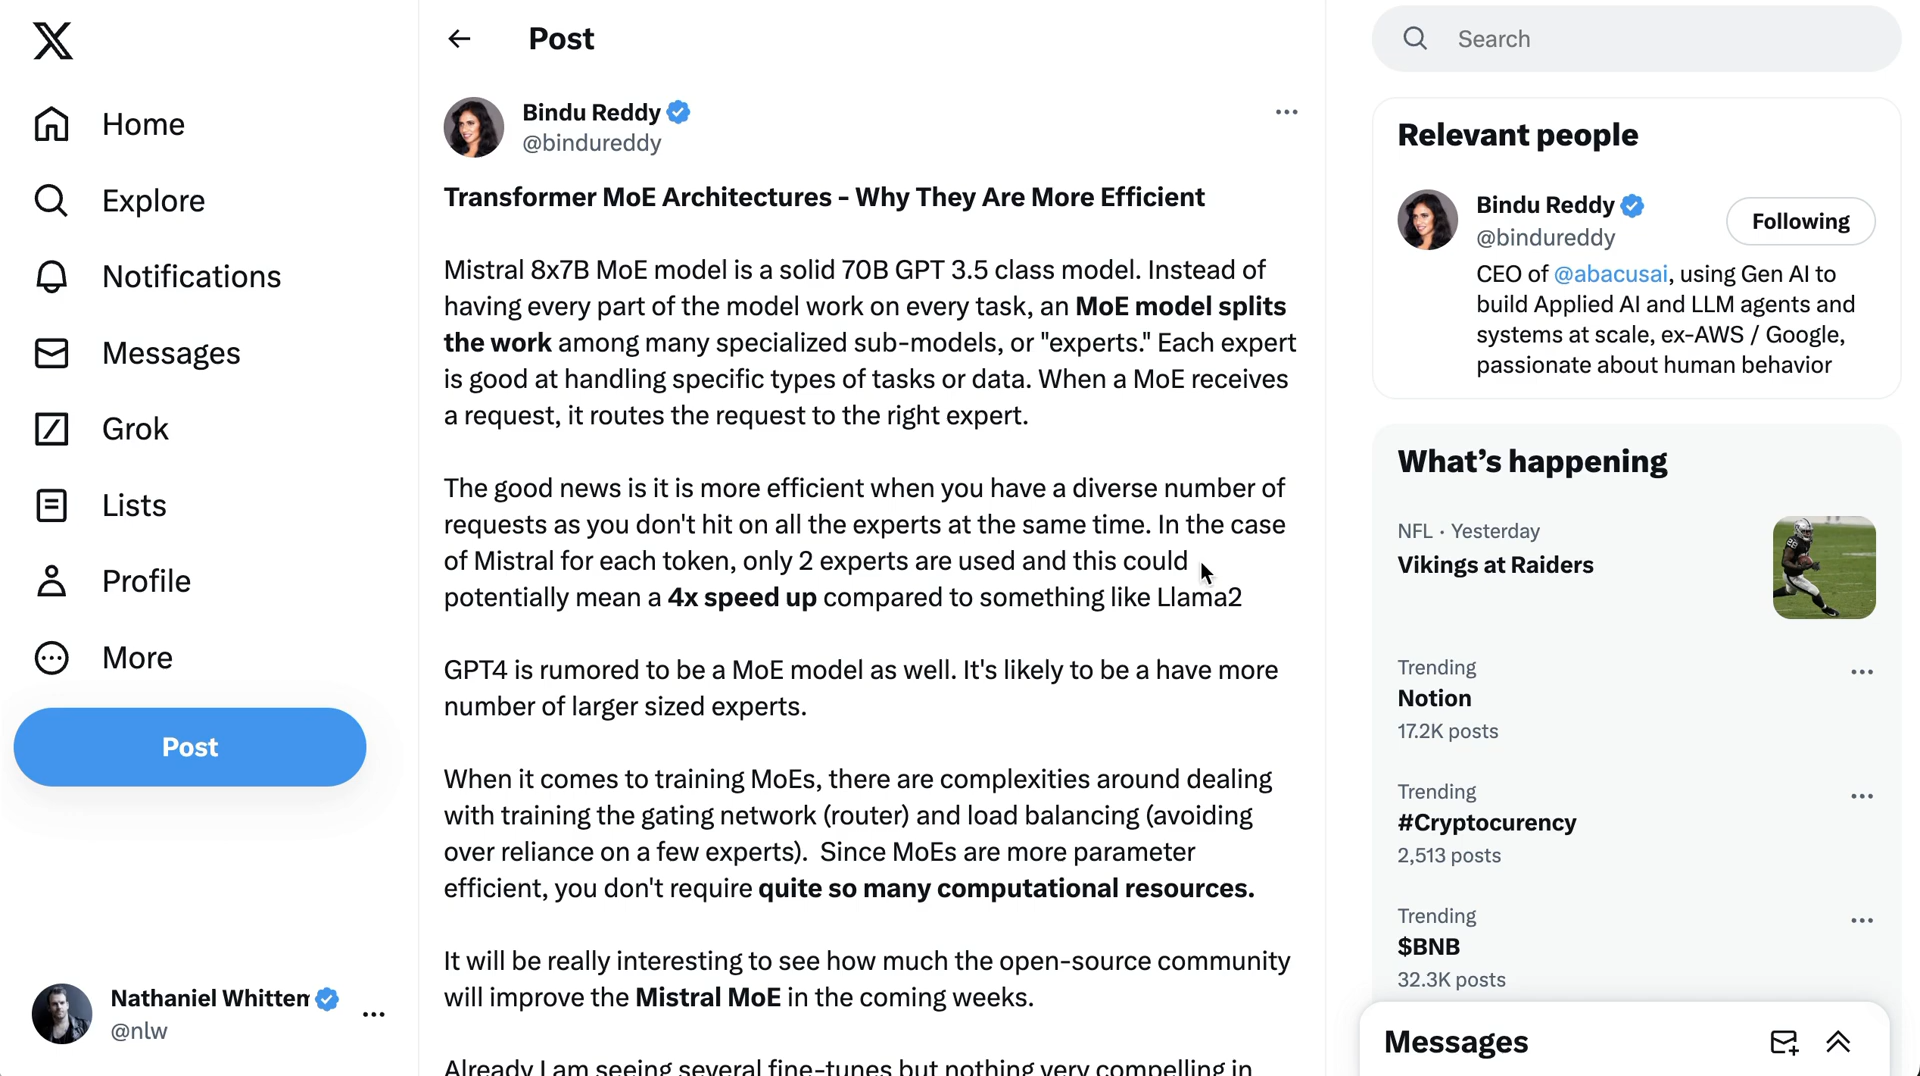 Home
Explore
Notifications
Messages
Grok
Lists
Profile
More
Post
Nathaniel Whittem
@nlw
Post
Bindu Reddy
@bindureddy
Transformer MoE Architectures - Why They Are More Efficient
Mistral 8x7B MoE model is a solid 70B GPT 3.5 class model. Instead of
having every part of the model work on every task, an MoE model splits
the work among many specialized sub-models, or "experts." Each expert
is good at handling specific types of tasks or data. When a MoE receives
a request, it routes the request to the right expert.
The good news is it is more efficient when you have a diverse number of
requests as you don't hit on all the experts at the same time. In the case
of Mistral for each token, only 2 experts are used and this could
potentially mean a 4x speed up compared to something like Llama2
GPT4 is rumored to be a MoE model as well. It's likely to be a have more
number of larger sized experts.
When it comes to training MoEs, there are complexities around dealing
with training the gating network (router) and load balancing (avoiding
over reliance on a few experts).  Since MoEs are more parameter
efficient, you don't require quite so many computational resources.
It will be really interesting to see how much the open-source community
will improve the Mistral MoE in the coming weeks.
Already I am seeing several fine-tunes but nothing very compelling in
Search
Relevant people
Bindu Reddy
@bindureddy
Following
CEO of @abacusai, using Gen AI to
build Applied AI and LLM agents and
systems at scale, ex-AWS / Google,
passionate about human behavior
What's happening
NFL · Yesterday
Vikings at Raiders
Trending
Notion
17.2K posts
Trending
#Cryptocurency
2,513 posts
Trending
$BNB
32.3K posts
Messages